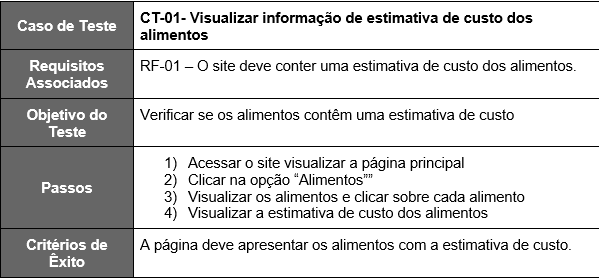 Caso de Teste
CT-01- Visualizar informação de estimativa de custo dos
alimentos
Requisitos
Associados
RF-01 – O site deve conter uma estimativa de custo dos alimentos.
Objetivo do
Teste
Verificar se os alimentos contêm uma estimativa de custo
Passos
1) Acessar o site visualizar a página principal
2) Clicar na opção “Alimentos””
3) Visualizar os alimentos e clicar sobre cada alimento
4) Visualizar a estimativa de custo dos alimentos
Critérios de
Êxito
A página deve apresentar os alimentos com a estimativa de custo.